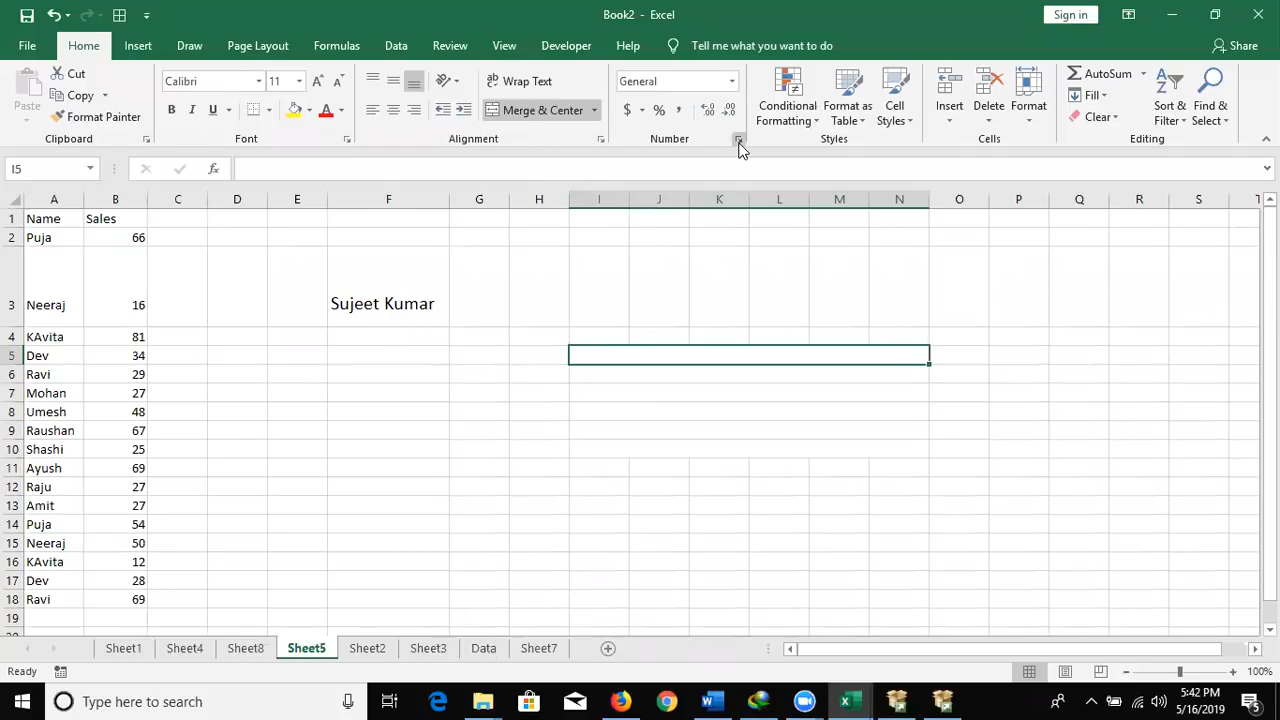 Book2 - Excel
Sign in
File Home Insert Draw Page Layout Formulas Data Review View Developer Help Tell me what you want to do Share
Paste
Cut
Copy
Format Painter
Clipboard
Calibri 11
B I U
Font
Wrap Text
Merge & Center
Alignment
General
$ % ,
Number
Conditional Formatting
Format as Table
Cell Styles
Styles
Insert
Delete
Format
Cells
AutoSum
Fill
Clear
Sort & Filter
Find & Select
Editing
I5
fx
A B C D E F G H I J K L M N O P Q R S T
1 Name Sales
2 Puja 66
3 Neeraj 16 Sujeet Kumar
4 KAvita 81
5 Dev 34
6 Ravi 29
7 Mohan 27
8 Umesh 48
9 Raushan 67
10 Shashi 25
11 Ayush 69
12 Raju 27
13 Amit 27
14 Puja 54
15 Neeraj 50
16 KAvita 12
17 Dev 28
18 Ravi 69
19
Sheet1 Sheet4 Sheet8 Sheet5 Sheet2 Sheet3 Data Sheet7
Ready
100%
Type here to search
5:42 PM
5/16/2019
5